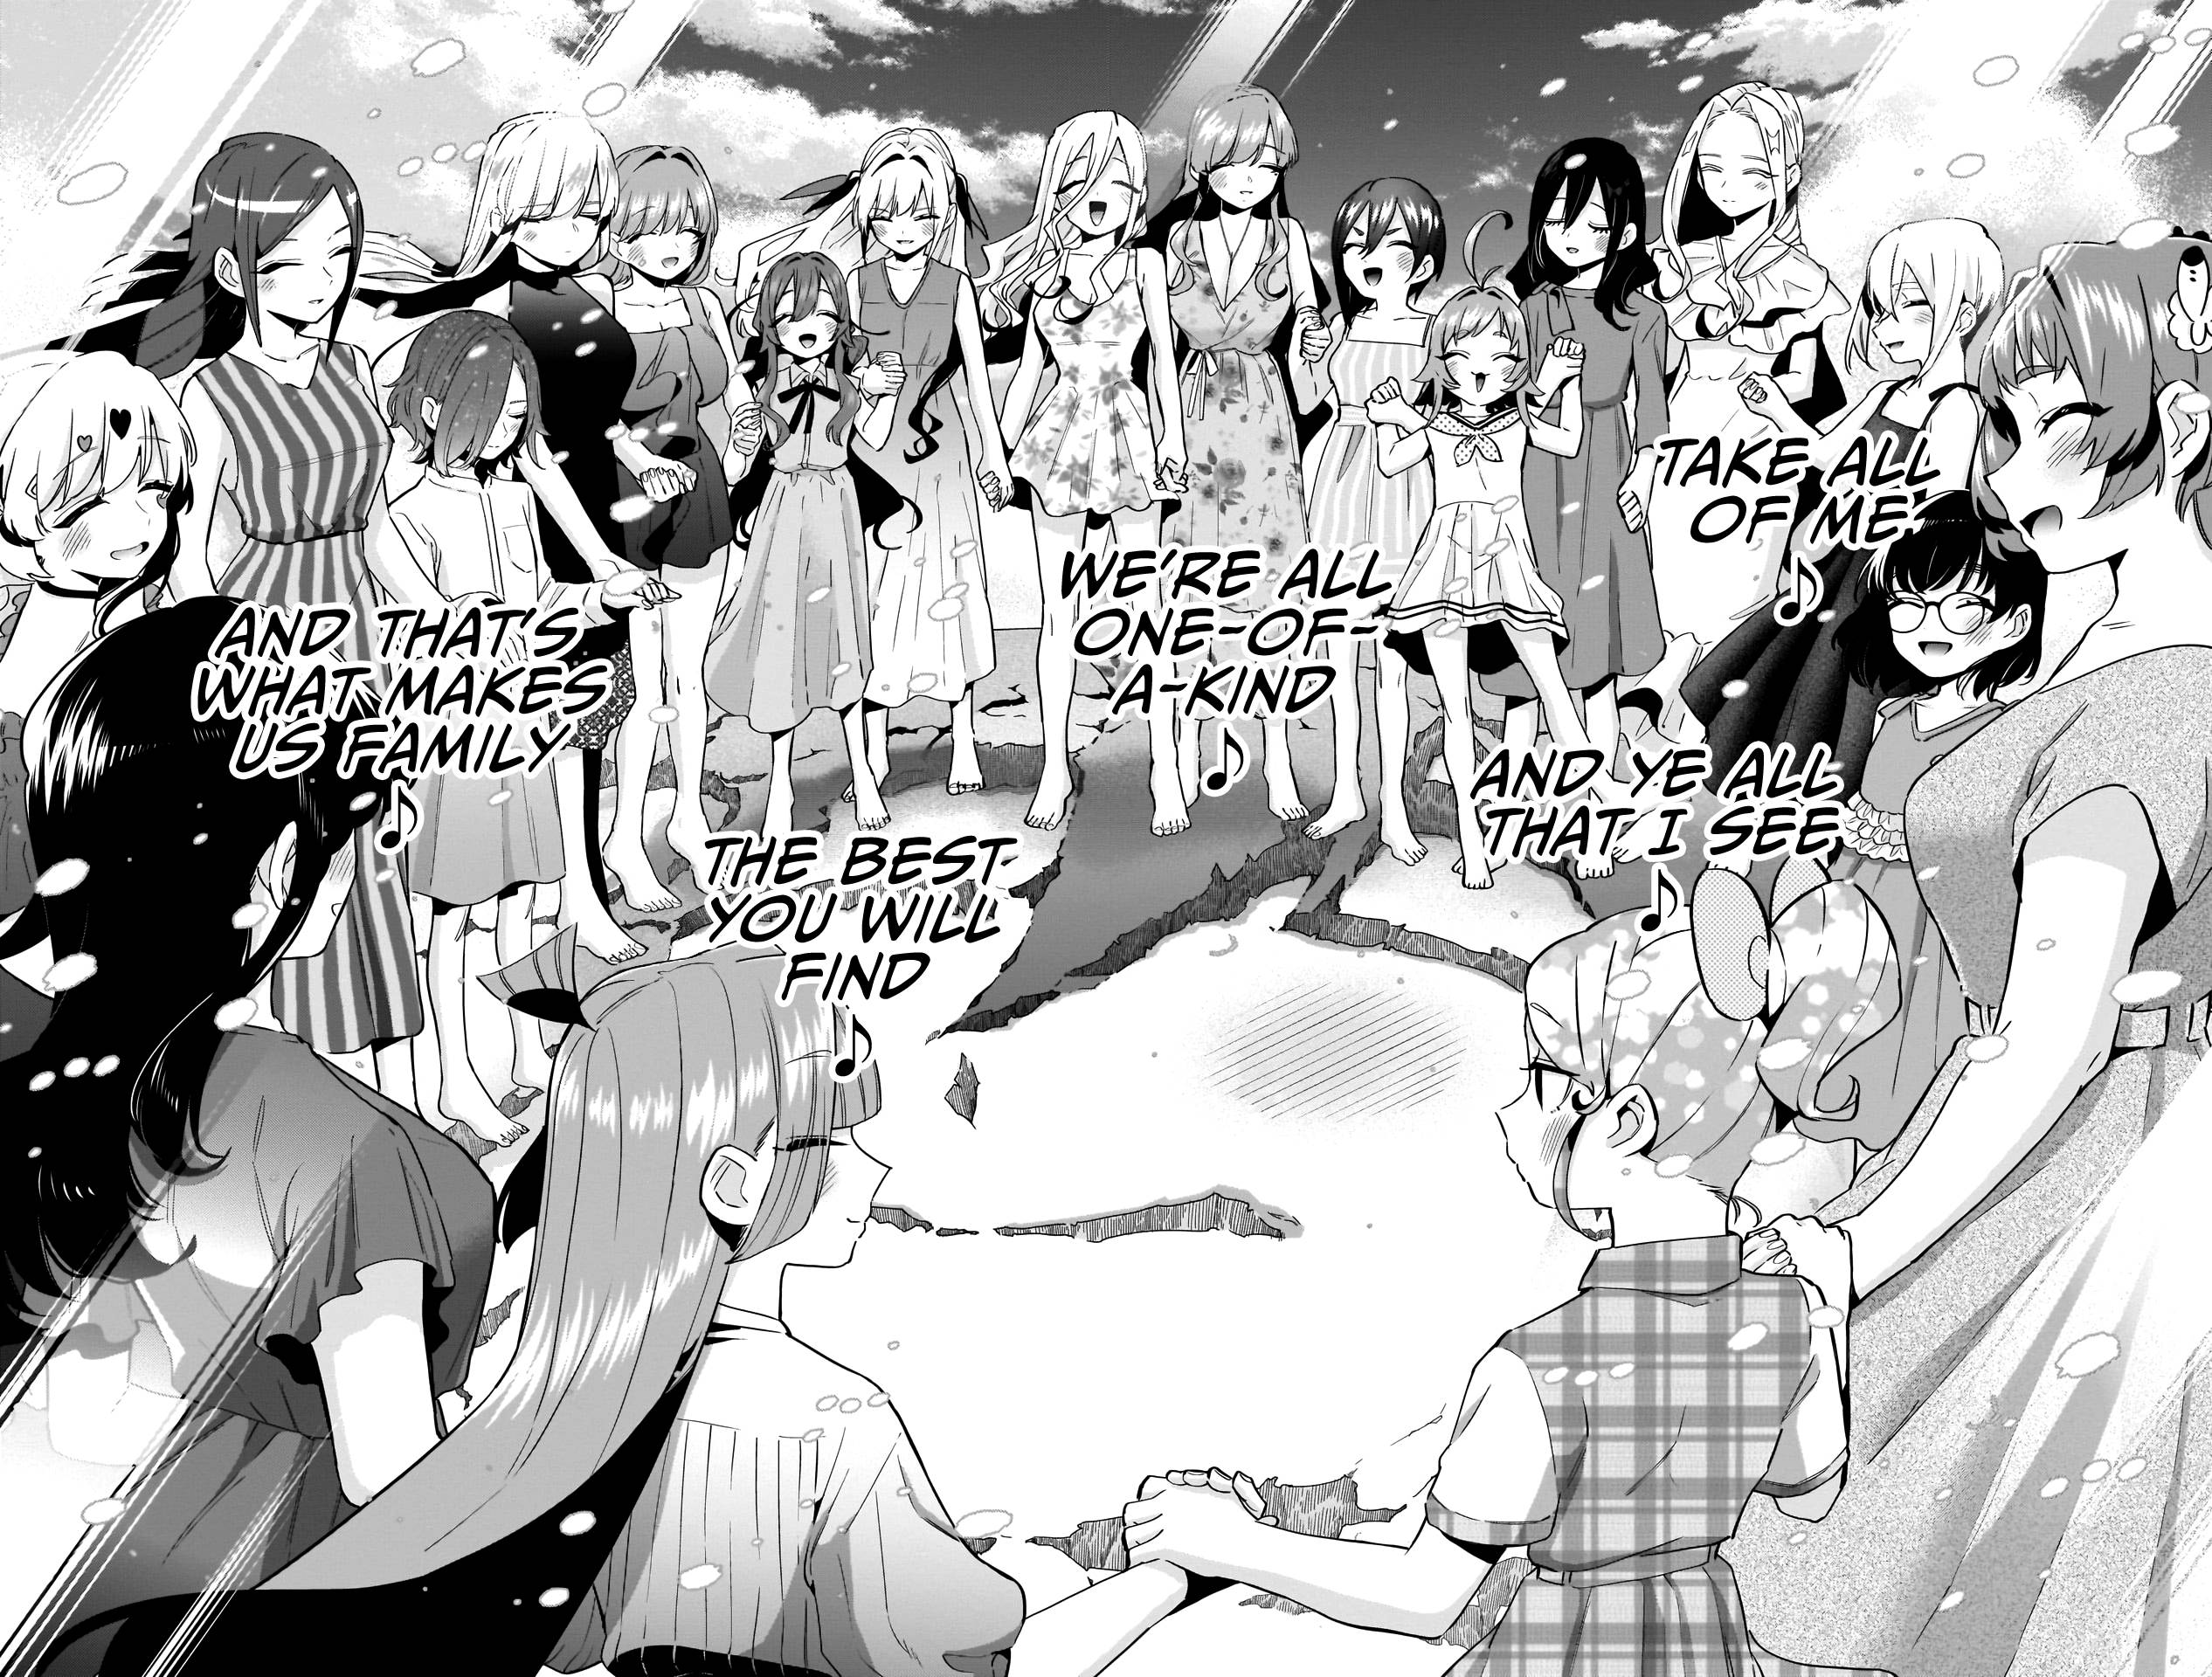 TAKE ALL
OF ME
♪
AND YE ALL
THAT I SEE
♪
WE'RE ALL
ONE-OF-
A-KIND
♪
THE BEST
YOU WILL
FIND
♪
AND THAT'S
WHAT MAKES
US FAMILY
♪